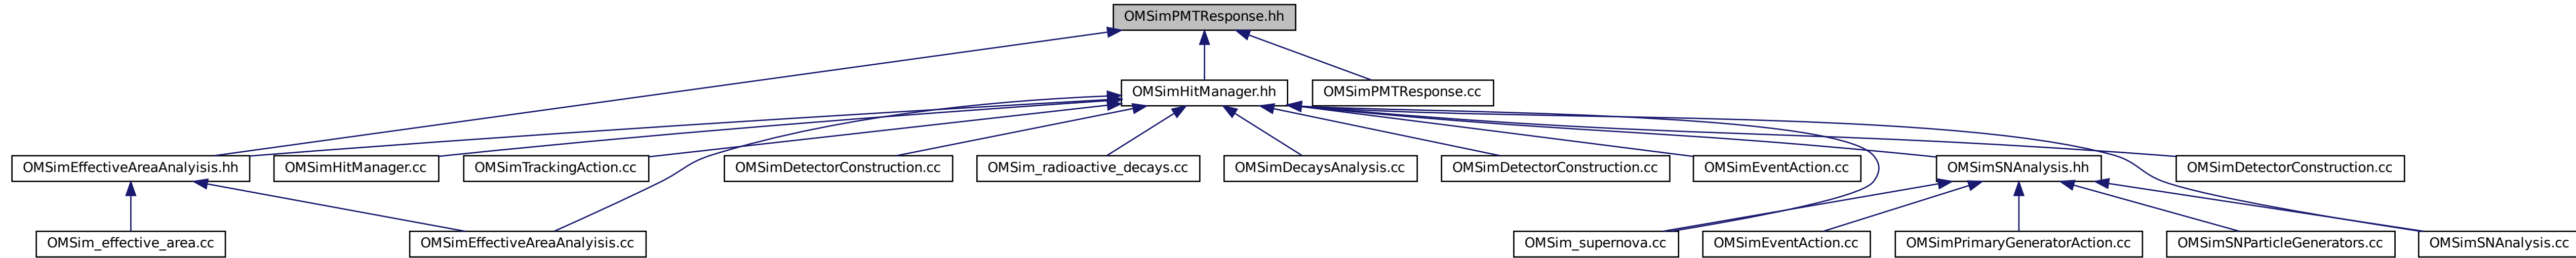 OMSimPMTResponse.hh
OMSimHitManager.hh
OMSimPMTResponse.cc
OMSimEffectiveAreaAnalyisis.hh
OMSimHitManager.cc
OMSimTrackingAction.cc
OMSimDetectorConstruction.cc
OMSim_radioactive_decays.cc
OMSimDecaysAnalysis.cc
OMSimDetectorConstruction.cc
OMSimEventAction.cc
OMSimSNAnalysis.hh
OMSimDetectorConstruction.cc
OMSim_effective_area.cc
OMSimEffectiveAreaAnalyisis.cc
OMSim_supernova.cc
OMSimEventAction.cc
OMSimPrimaryGeneratorAction.cc
OMSimSNParticleGenerators.cc
OMSimSNAnalysis.cc